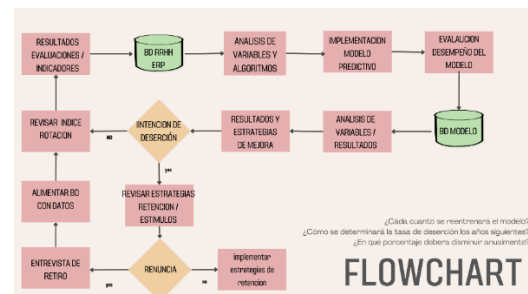 RESULTADOS
EVALUACIONES /
INDICADORES
BD RRHH
ERP
ANALISIS DE
VARIABLES Y
ALGORITMOS
IMPLEMENTACION
MODELO
PREDICTIVO
EVALAUCION
DESEMPEÑO DEL
MODELO
REVISAR INDICE
ROTACION
NO
INTENCION DE
DESERCIÓN
RESULTADOS Y
ESTRATEGIAS
DE MEJORA
ANALISIS DE
VARIABLES /
RESULTADOS
BD MODELO
yes
ALIMENTAR BD
CON DATOS
REVISAR ESTRATEGIAS
RETENCION /
ESTIMULOS
¿Cáda cuanto se reentrenará el modelo?
¿Cómo se determinará la tasa de deserción los años siguientes?
¿En qué porcentaje debera disminuir anualmente?
ENTREVISTA DE
RETIRO
yes
RENUNCIA
no
implementar
estrategias de
retencion
FLOWCHART